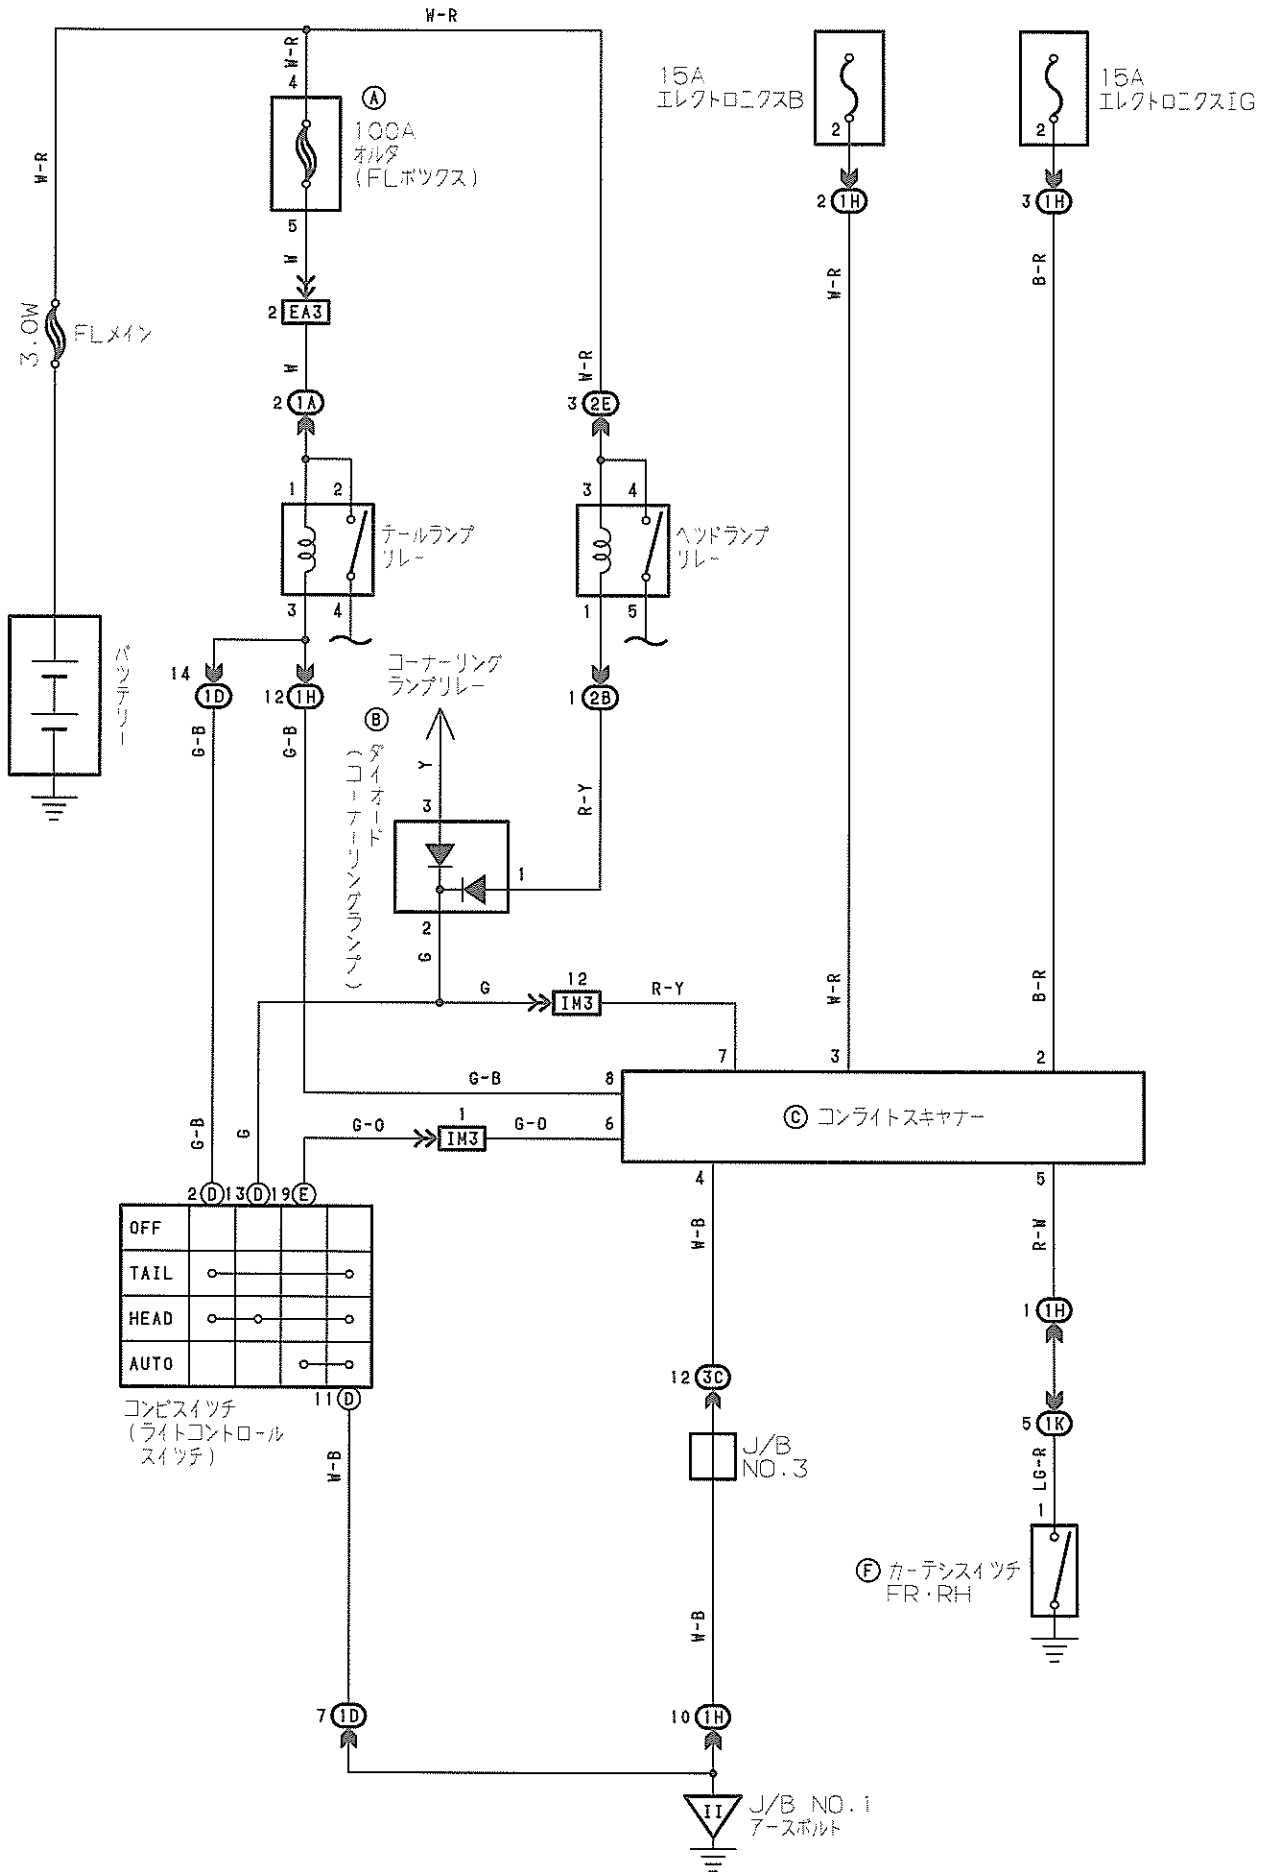 W-R
W-R
4
Ⓐ
100A
オルタ
(FLボックス)
5
W
2 EA3
W
2 1A
W-R
3.0W
FLメイン
バッテリー
W-R
3 2E
15A
エレクトロニクスB
2
2 1H
W-R
15A
エレクトロニクスIG
2
3 1H
B-R
1 2
テールランプ
リレー
3 4
3 4
ヘッドランプ
リレー
1 5
14 1D
12 1H
G-B
G-B
コーナーリング
ランプリレー
Ⓑ
ダイオード
(コーナーリングランプ)
Y
3
1
2
G
1 2B
R-Y
G
12
IM3
R-Y
W-R
B-R
7
3
2
G-B
8
G-O
1
IM3
G-O
6
Ⓒ コンライトスキャナー
4
5
G-B
G
2 D 13 D 19 E
OFF
TAIL
HEAD
AUTO
11 D
コンビスイッチ
(ライトコントロール
スイッチ)
W-B
7 1D
W-B
12 3C
J/B
NO.3
W-B
10 1H
II
J/B NO.1
アースボルト
R-W
1 1H
5 1K
LG-R
1
Ⓕ カーテシスイッチ
FR・RH